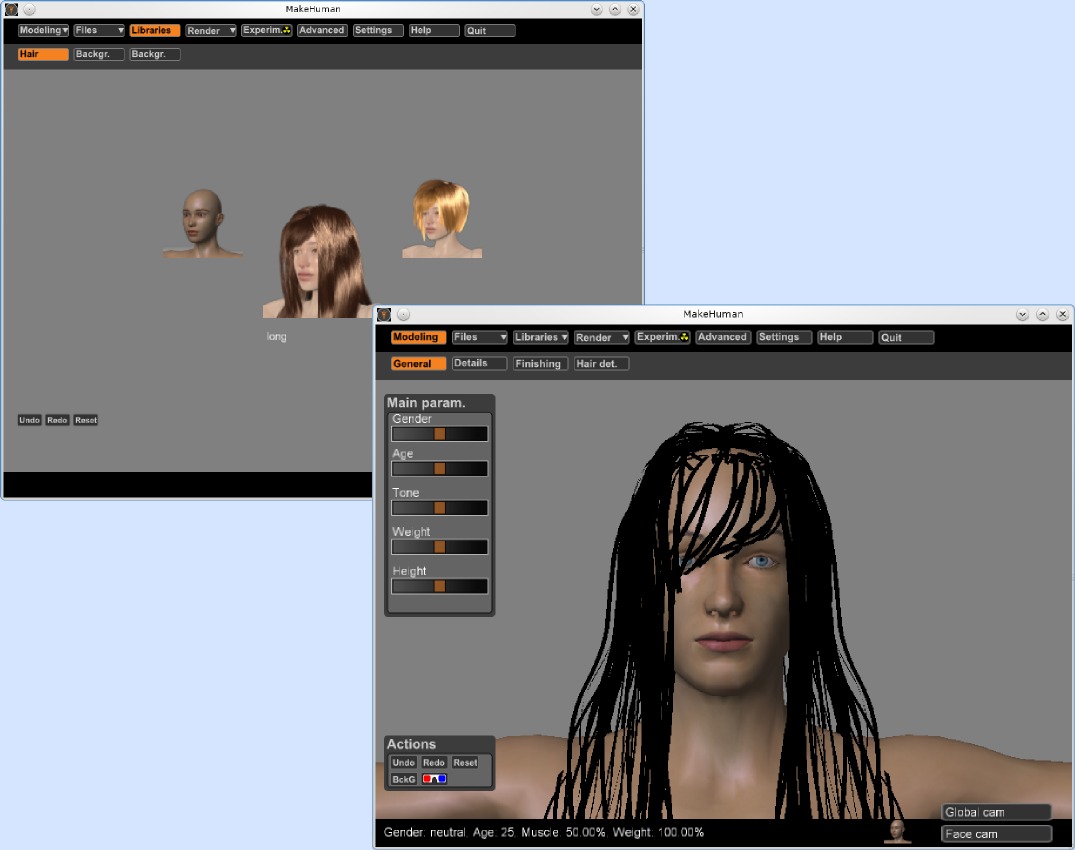 MakeHuman
Modeling Files Libraries Render Experim. Advanced Settings Help Quit
Hair Backgr. Backgr.
lang
Undo Redo Reset
MakeHuman
Modeling Files Libraries Render Experim. Advanced Settings Help Quit
General Details Finishing Hair det.
Main param.
Gender
Age
Tone
Weight
Height
Actions
Undo Redo Reset
BckG
Global cam
Gender: neutral, Age: 25, Muscle: 50.00%, Weight: 100.00%
Face cam